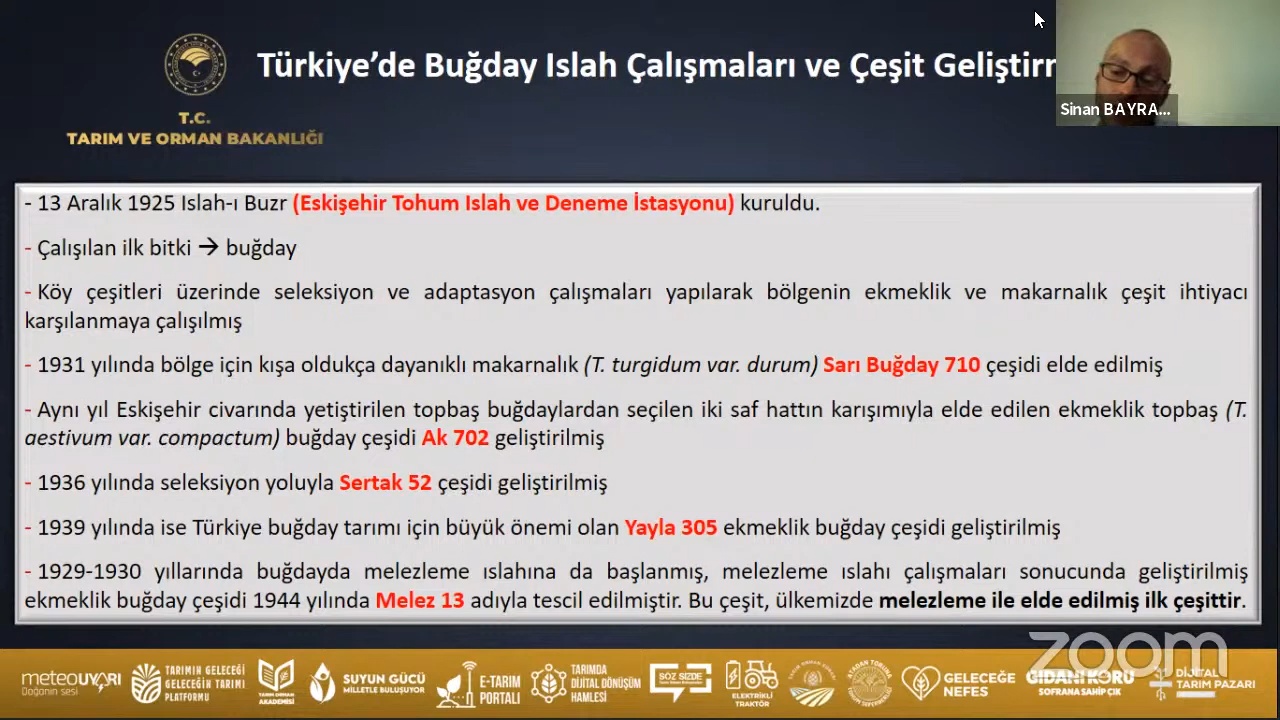 Türkiye’de Buğday Islah Çalışmaları ve Çeşit
Sinan BAYRA...
T.C.
TARIM VE ORMAN BAKANLIĞI
- 13 Aralık 1925 Islah-ı Buzr (Eskişehir Tohum Islah ve Deneme İstasyonu) kuruldu.
- Çalışılan ilk bitki → buğday
- Köy çeşitleri üzerinde seleksiyon ve adaptasyon çalışmaları yapılarak bölgenin ekmeklik ve makarnalık çeşit ihtiyacı
karşılanmaya çalışılmış
- 1931 yılında bölge için kışa oldukça dayanıklı makarnalık (T. turgidum var. durum) Sarı Buğday 710 çeşidi elde edilmiş
- Aynı yıl Eskişehir civarında yetiştirilen topbaş buğdaylardan seçilen iki saf hattın karışımıyla elde edilen ekmeklik topbaş (T.
aestivum var. compactum) buğday çeşidi Ak 702 geliştirilmiş
- 1936 yılında seleksiyon yoluyla Sertak 52 çeşidi geliştirilmiş
- 1939 yılında ise Türkiye buğday tarımı için büyük önemi olan Yayla 305 ekmeklik buğday çeşidi geliştirilmiş
- 1929-1930 yıllarında buğdayda melezleme ıslahına da başlanmış, melezleme ıslahı çalışmaları sonucunda geliştirilmiş
ekmeklik buğday çeşidi 1944 yılında Melez 13 adıyla tescil edilmiştir. Bu çeşit, ülkemizde melezleme ile elde edilmiş ilk çeşittir.
zoom
meteoUYARI
Doğanın sesi
TARIMIN GELECEĞİ
GELECEĞİN TARIMI
PLATFORMU
TARIM ORMAN
AKADEMİSİ
SUYUN GÜCÜ
MİLLETLE BULUŞUYOR
E-TARIM
PORTALI
TARIMDA
DİJİTAL DÖNÜŞÜM
HAMLESİ
SÖZ SİZDE
ELEKTRİKLİ
TRAKTÖR
GELECEĞE
NEFES
GIDANI KORU
SOFRANA SAHİP ÇIK
DİJİTAL
TARIM PAZARI